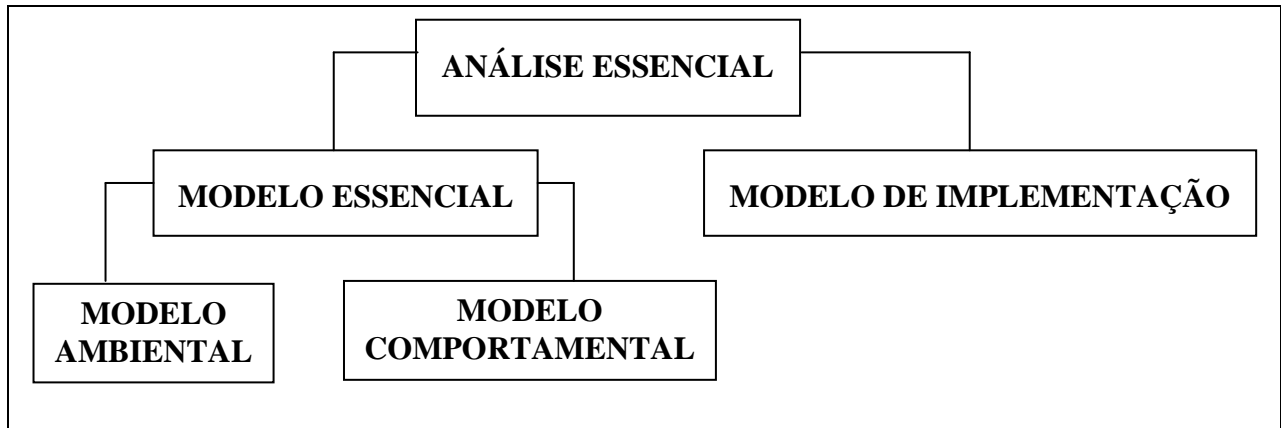 ANÁLISE ESSENCIAL
MODELO ESSENCIAL
MODELO DE IMPLEMENTAÇÃO
MODELO
AMBIENTAL
MODELO
COMPORTAMENTAL